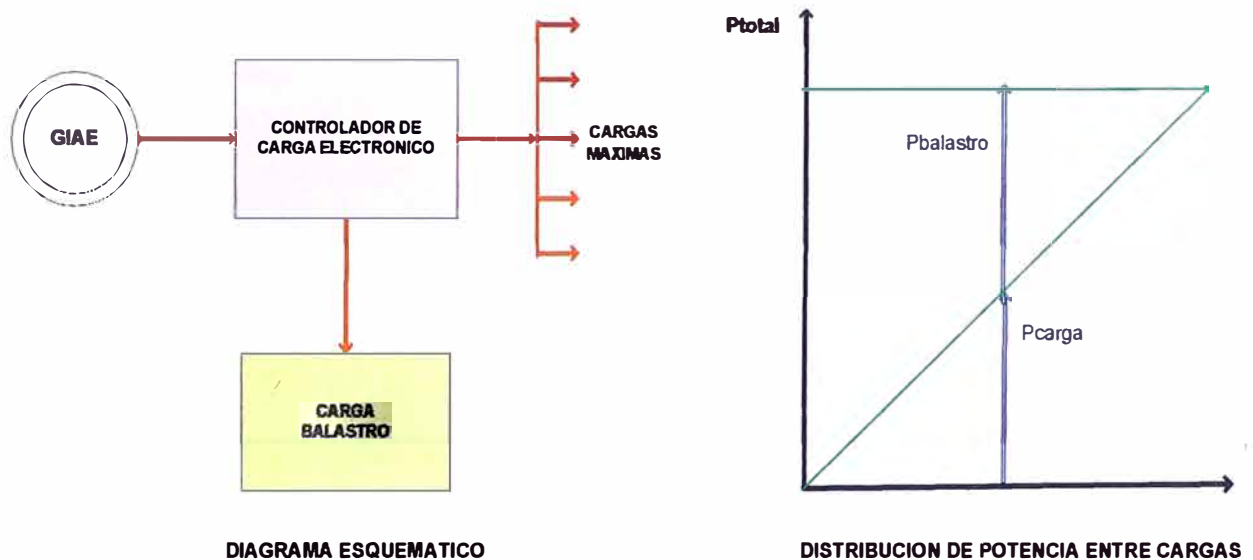 GIAE
CONTROLADOR DE
CARGA ELECTRONICO
CARGAS
MAXIMAS
CARGA
BALASTRO
DIAGRAMA ESQUEMATICO
Ptotal
Pbalastro
Pcarga
DISTRIBUCION DE POTENCIA ENTRE CARGAS